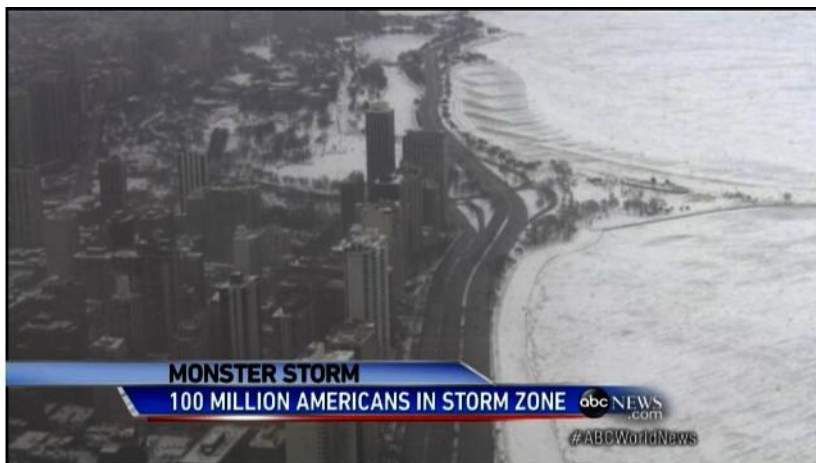 MONSTER STORM
100 MILLION AMERICANS IN STORM ZONE abc NEWS
.com
#ABCWorldNews